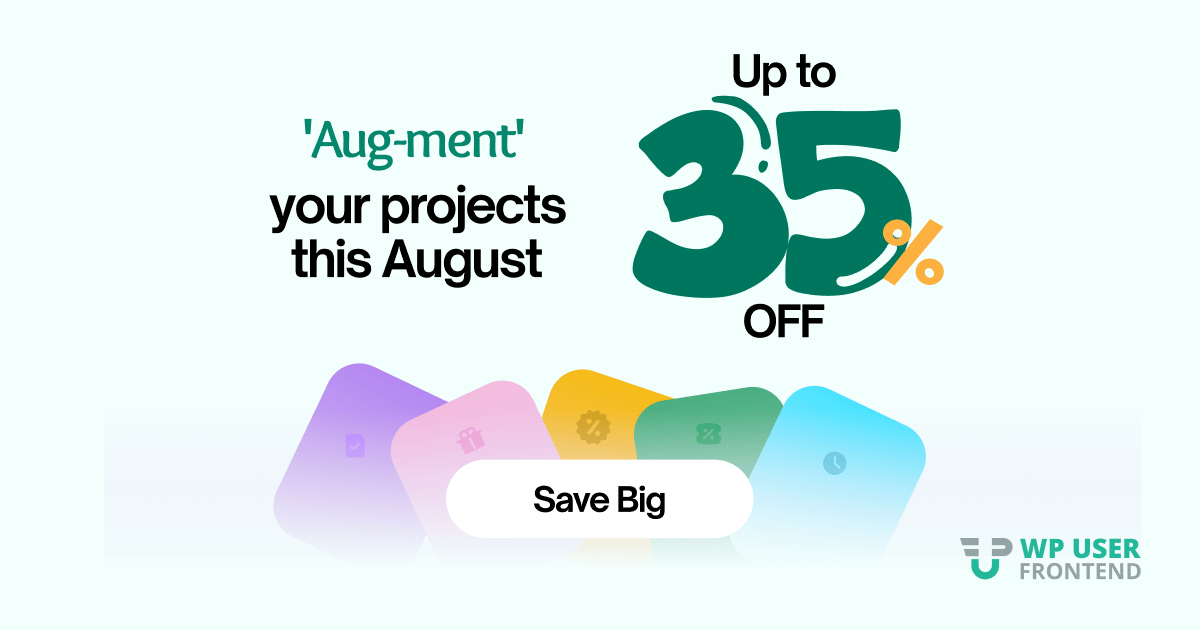 'Aug-ment'
your projects
this August
Up to
35%
OFF
Save Big
WP USER
FRONTEND